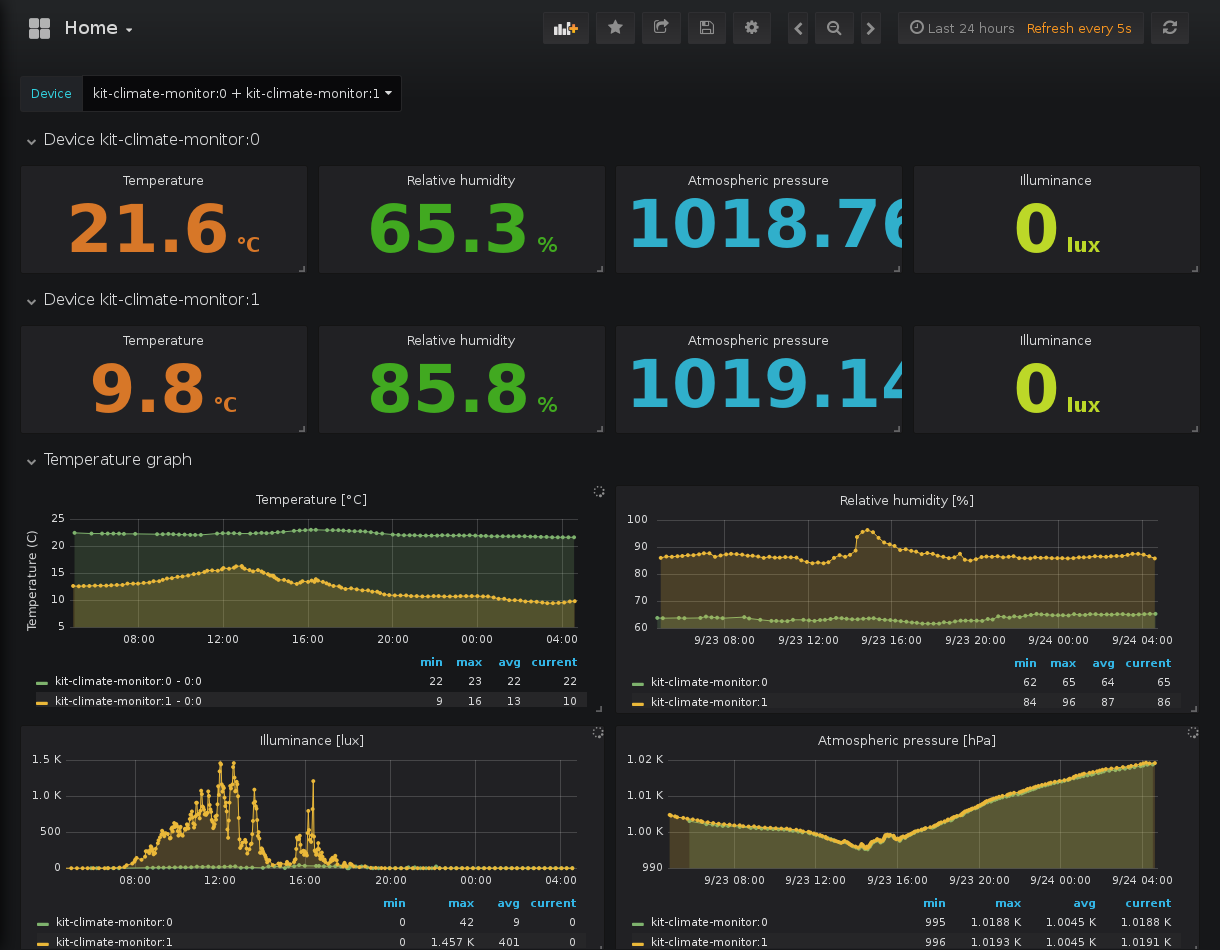 Home
Last 24 hours Refresh every 5s
Device kit-climate-monitor:0 + kit-climate-monitor:1
Device kit-climate-monitor:0
Temperature Relative humidity Atmospheric pressure Illuminance
21.6 °C 65.3 % 1018.76 0 lux
Device kit-climate-monitor:1
Temperature Relative humidity Atmospheric pressure Illuminance
9.8 °C 85.8 % 1019.14 0 lux
Temperature graph
Temperature [°C]
Temperature (C)
25
20
15
10
5
08:00 12:00 16:00 20:00 00:00 04:00
min max avg current
kit-climate-monitor:0 - 0:0 22 23 22 22
kit-climate-monitor:1 - 0:0 9 16 13 10
Relative humidity [%]
100
90
80
70
60
9/23 08:00 9/23 12:00 9/23 16:00 9/23 20:00 9/24 00:00 9/24 04:00
min max avg current
kit-climate-monitor:0 62 65 64 65
kit-climate-monitor:1 84 96 87 86
Illuminance [lux]
1.5 K
1.0 K
500
0
08:00 12:00 16:00 20:00 00:00 04:00
min max avg current
kit-climate-monitor:0 0 42 9 0
kit-climate-monitor:1 0 1.457 K 401 0
Atmospheric pressure [hPa]
1.02 K
1.01 K
1.00 K
990
9/23 08:00 9/23 12:00 9/23 16:00 9/23 20:00 9/24 00:00 9/24 04:00
min max avg current
kit-climate-monitor:0 995 1.0188 K 1.0045 K 1.0188 K
kit-climate-monitor:1 996 1.0193 K 1.0045 K 1.0191 K